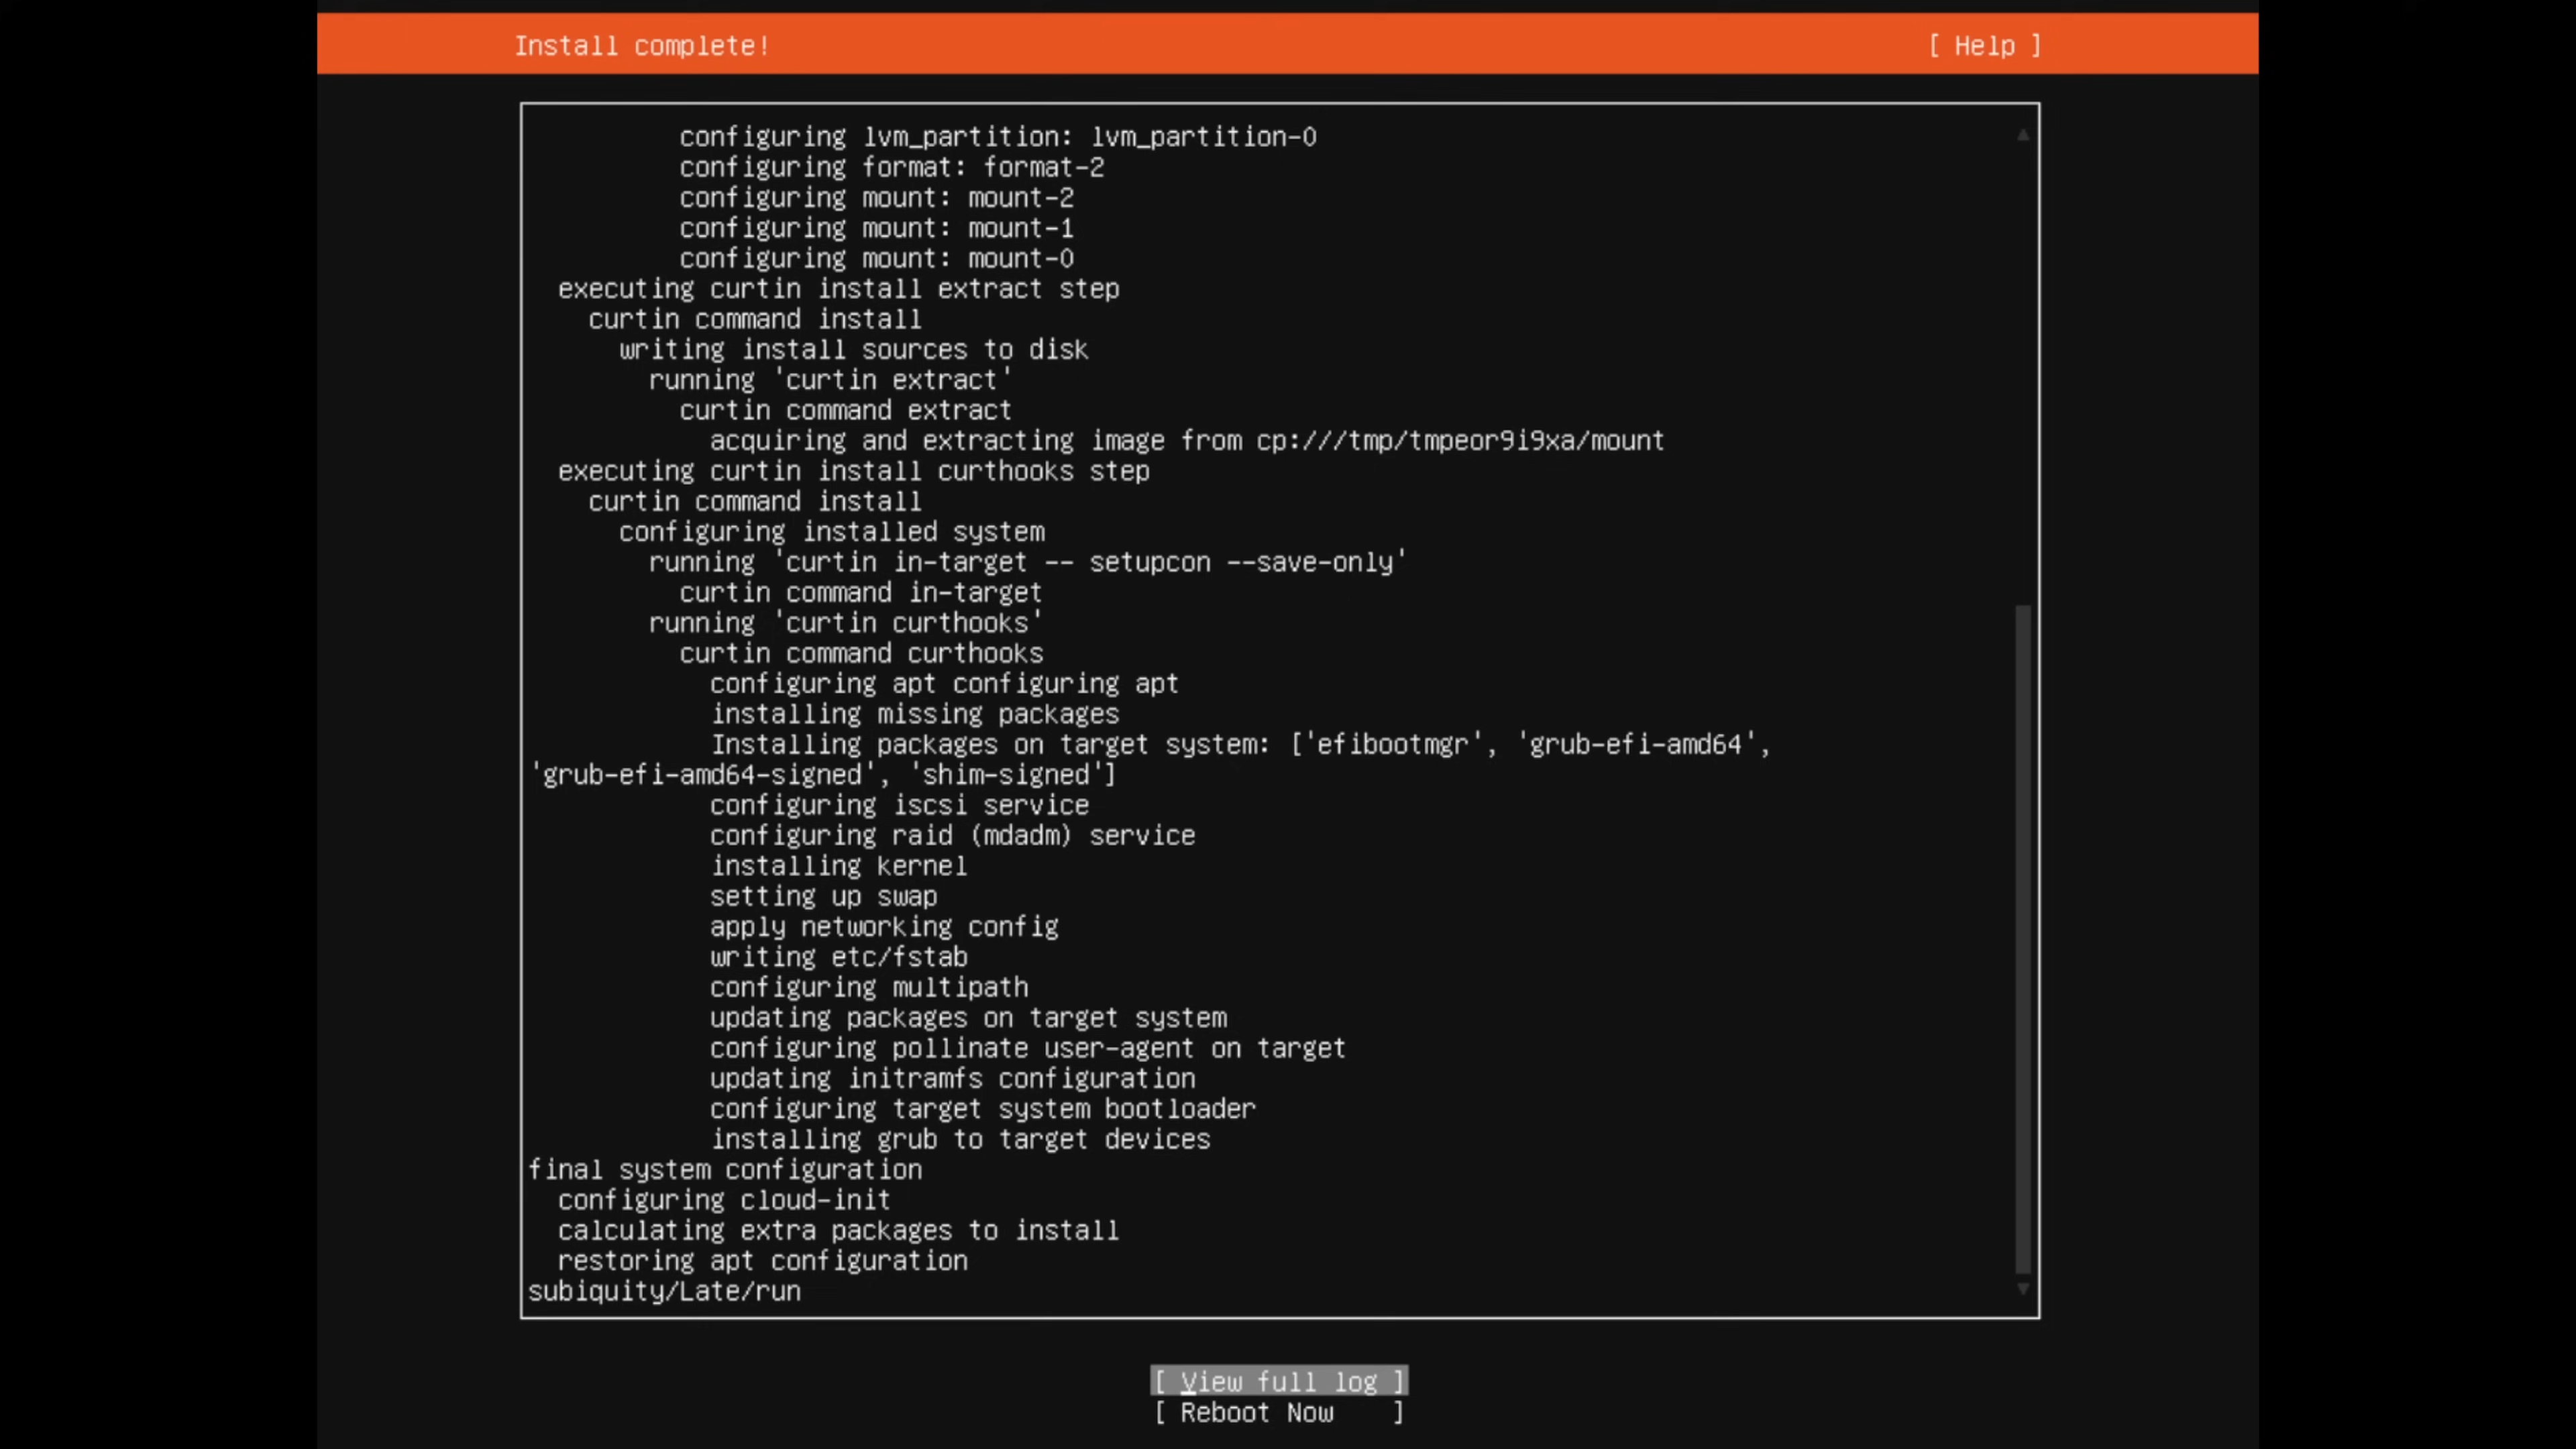 Install complete!
[ Help ]
configuring lvm_partition: lvm_partition-0
configuring format: format-2
configuring mount: mount-2
configuring mount: mount-1
configuring mount: mount-0
executing curtin install extract step
curtin command install
writing install sources to disk
running 'curtin extract'
curtin command extract
acquiring and extracting image from cp:///tmp/tmpeor9i9xa/mount
executing curtin install curthooks step
curtin command install
configuring installed system
running 'curtin in-target -- setupcon --save-only'
curtin command in-target
running 'curtin curthooks'
curtin command curthooks
configuring apt configuring apt
installing missing packages
Installing packages on target system: ['efibootmgr', 'grub-efi-amd64',
'grub-efi-amd64-signed', 'shim-signed']
configuring iscsi service
configuring raid (mdadm) service
installing kernel
setting up swap
apply networking config
writing etc/fstab
configuring multipath
updating packages on target system
configuring pollinate user-agent on target
updating initramfs configuration
configuring target system bootloader
installing grub to target devices
final system configuration
configuring cloud-init
calculating extra packages to install
restoring apt configuration
subiquity/Late/run
[ View full log ]
[ Reboot Now ]